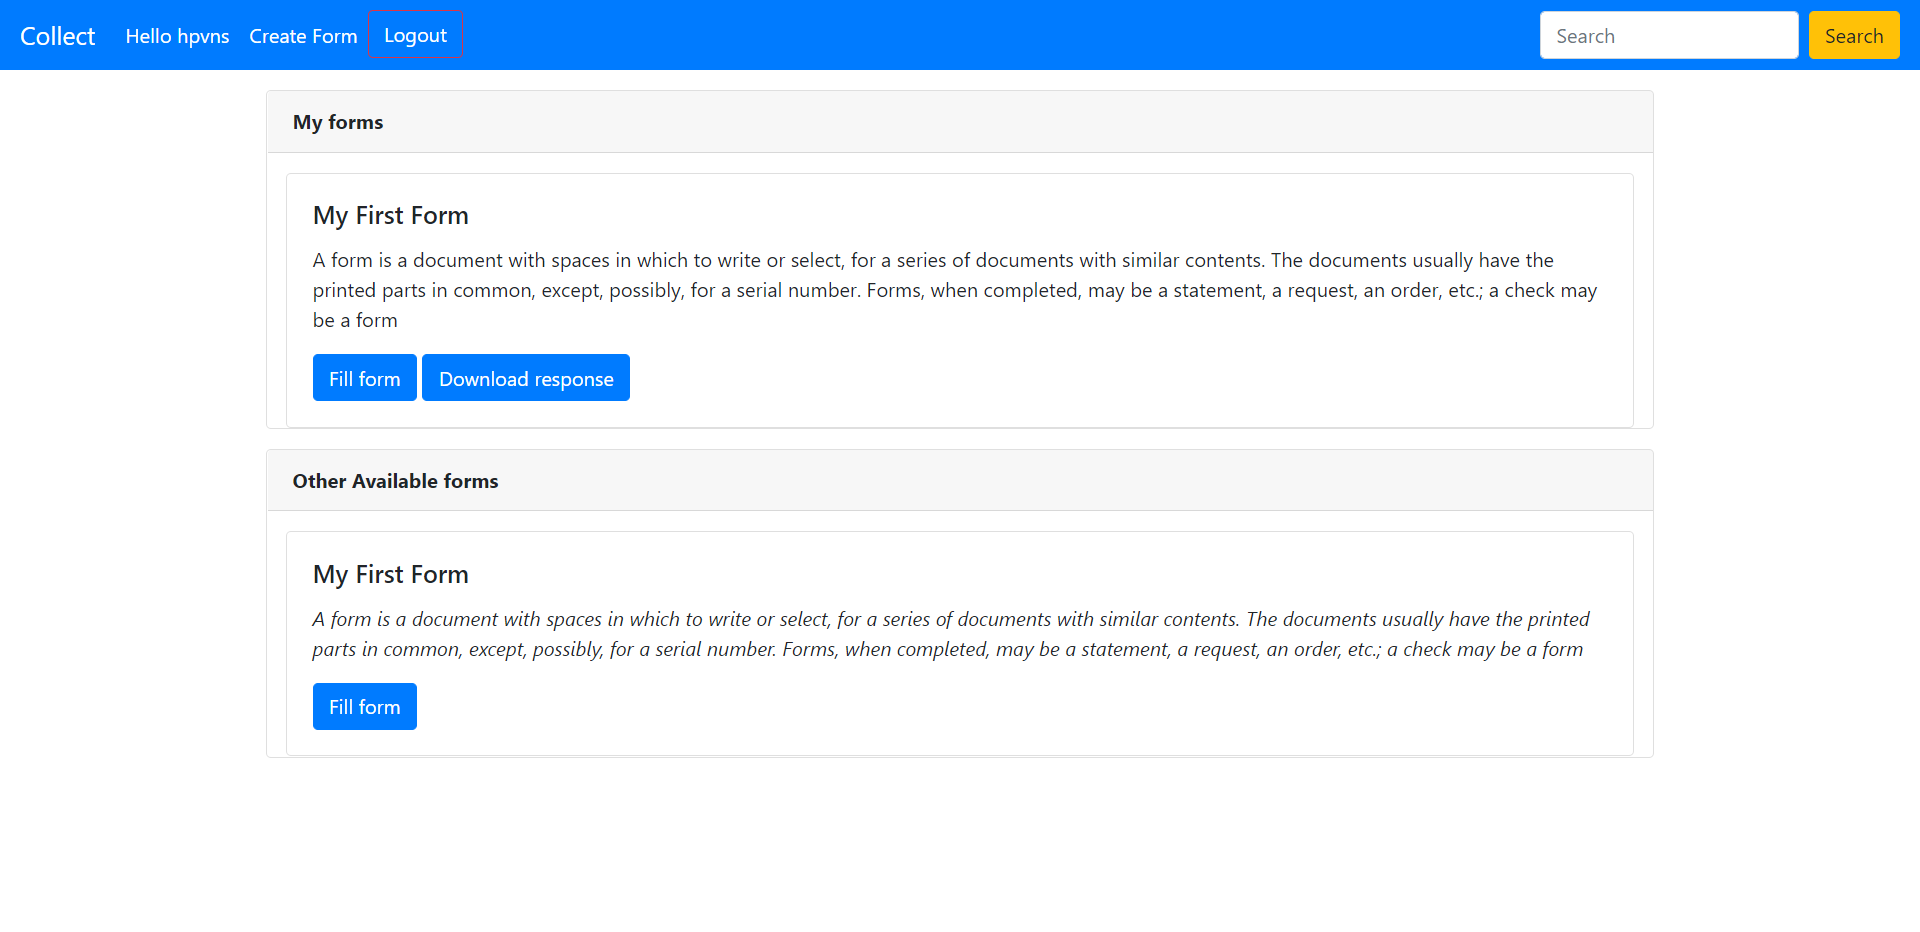 Collect Hello hpvns Create Form Logout Search Search
My forms
My First Form
A form is a document with spaces in which to write or select, for a series of documents with similar contents. The documents usually have the
printed parts in common, except, possibly, for a serial number. Forms, when completed, may be a statement, a request, an order, etc.; a check may
be a form
Fill form Download response
Other Available forms
My First Form
A form is a document with spaces in which to write or select, for a series of documents with similar contents. The documents usually have the printed
parts in common, except, possibly, for a serial number. Forms, when completed, may be a statement, a request, an order, etc.; a check may be a form
Fill form